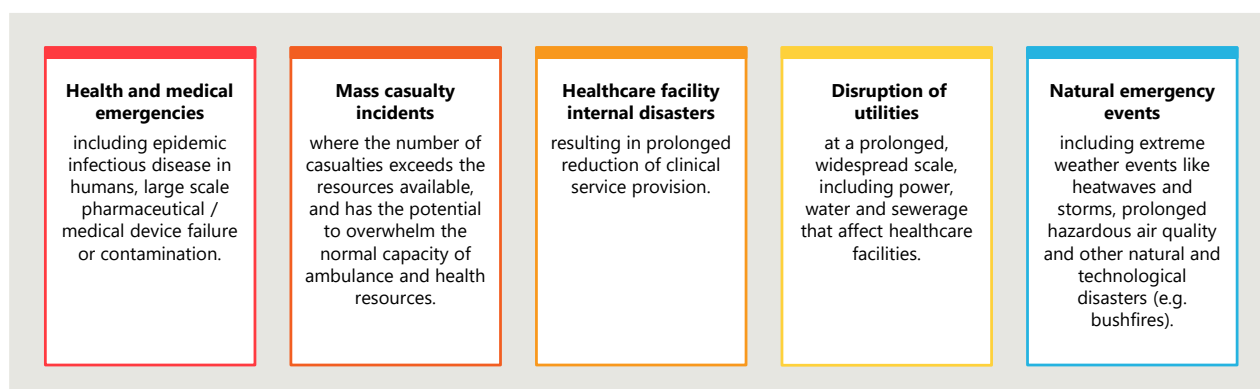 Health and medical
emergencies
including epidemic
infectious disease in
humans, large scale
pharmaceutical /
medical device failure
or contamination.
Mass casualty
incidents
where the number of
casualties exceeds the
resources available,
and has the potential
to overwhelm the
normal capacity of
ambulance and health
resources.
Healthcare facility
internal disasters
resulting in prolonged
reduction of clinical
service provision.
Disruption of
utilities
at a prolonged,
widespread scale,
including power,
water and sewerage
that affect healthcare
facilities.
Natural emergency
events
including extreme
weather events like
heatwaves and
storms, prolonged
hazardous air quality
and other natural and
technological
disasters (e.g.
bushfires).